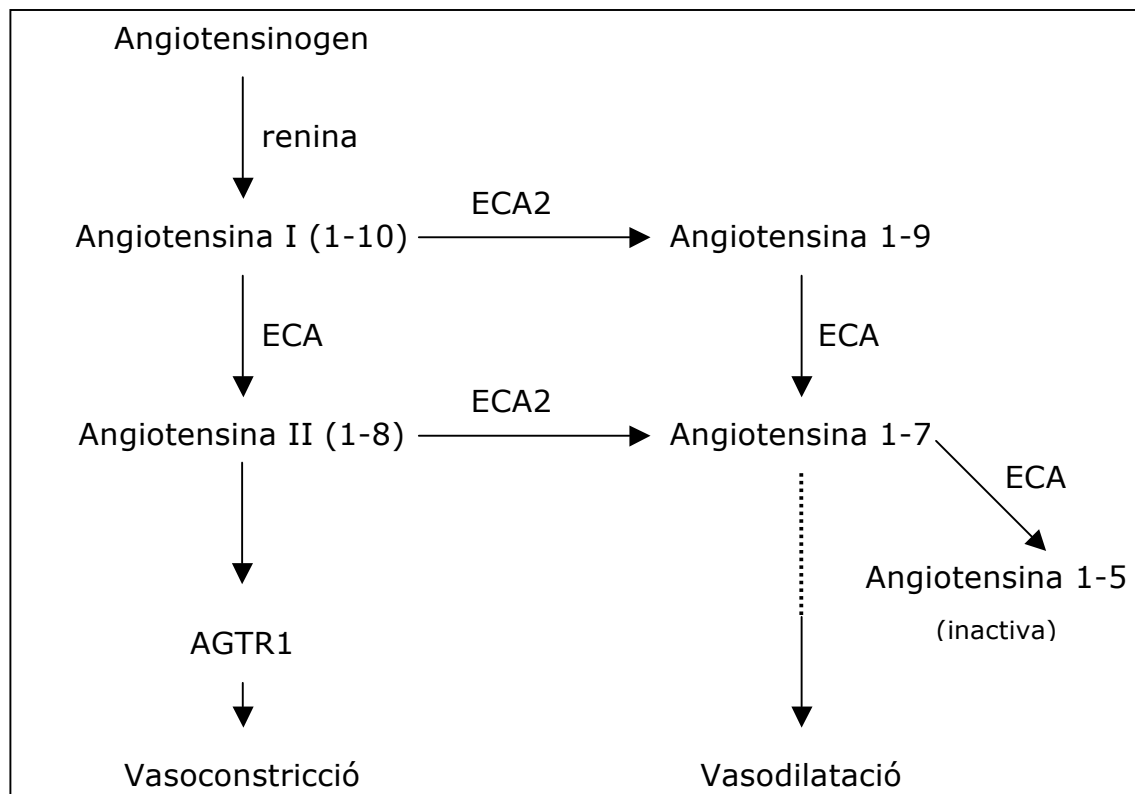 Angiotensinogen
renina
ECA2
Angiotensina I (1-10)
Angiotensina 1-9
ECA
ECA
ECA2
Angiotensina II (1-8)
Angiotensina 1-7
ECA
Angiotensina 1-5
(inactiva)
AGTR1
Vasoconstricció
Vasodilatació